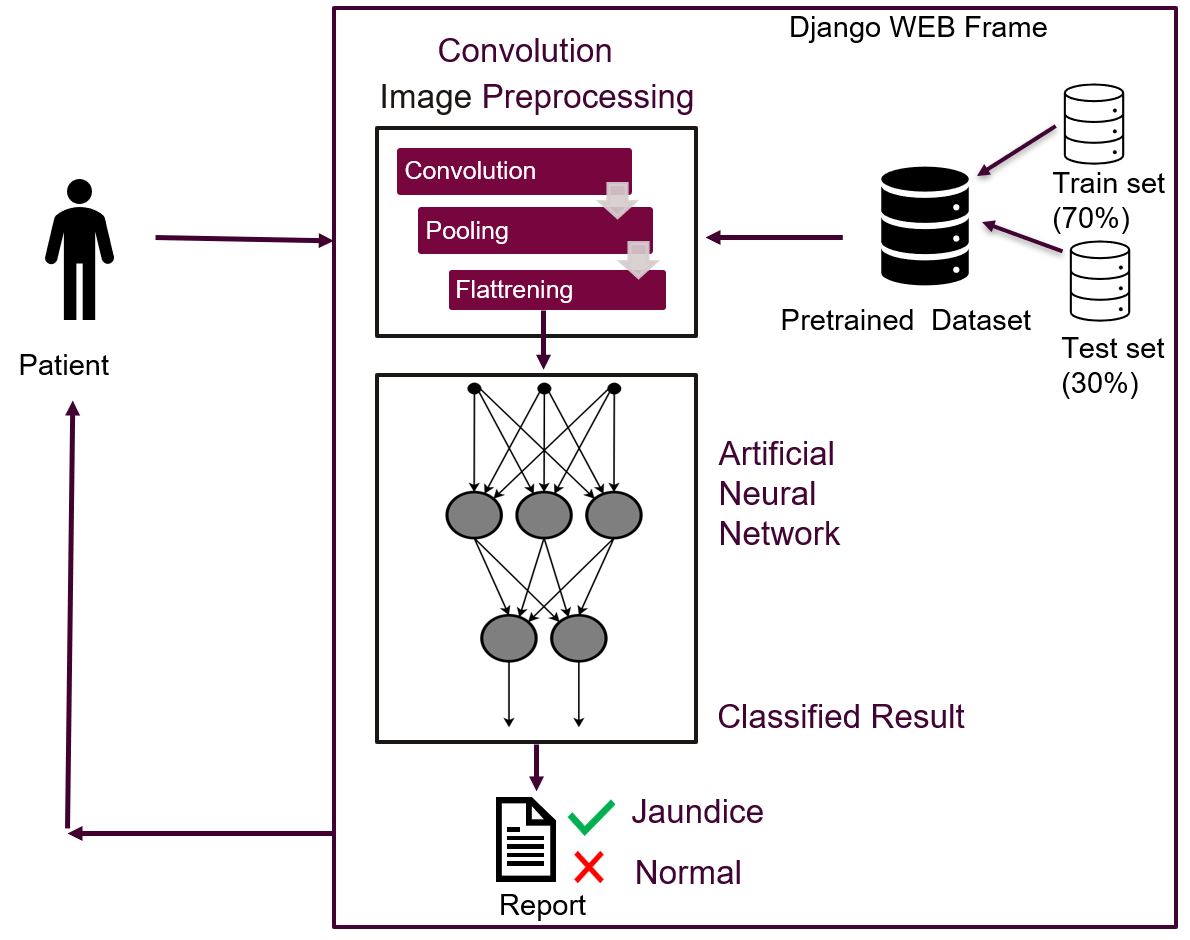 Django WEB Frame
Convolution
Image Preprocessing
Convolution
Pooling
Flattrening
Train set
(70%)
Pretrained Dataset
Test set
(30%)
Patient
Artificial
Neural
Network
Classified Result
Jaundice
Normal
Report